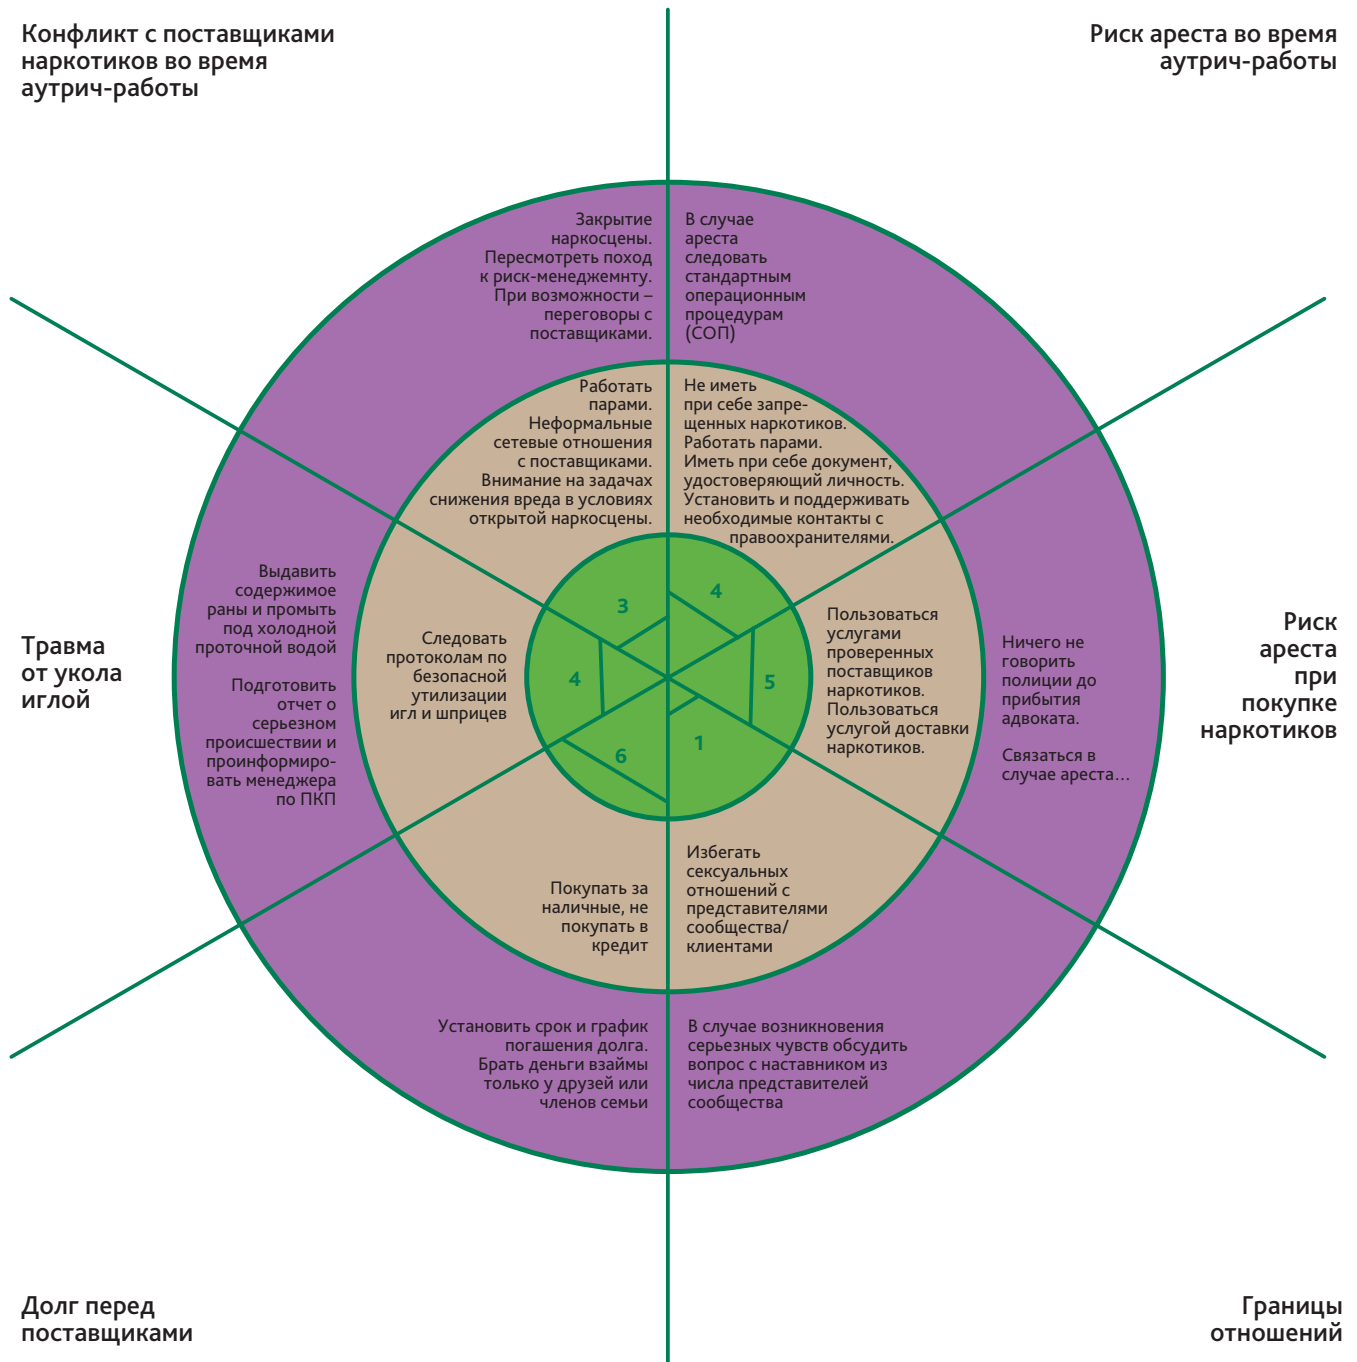 Конфликт с поставщиками
наркотиков во время
аутрич-работы
Риск ареста во время
аутрич-работы
Закрытие
наркосцены.
Пересмотреть поход
к риск-менеджемнту.
При возможности –
переговоры с
поставщиками.
В случае
ареста
следовать
стандартным
операционным
процедурам
(СОП)
Работать
парами.
Неформальные
сетевые отношения
с поставщиками.
Внимание на задачах
снижения вреда в условиях
открытой наркосцены.
Не иметь
при себе запре-
щенных наркотиков.
Работать парами.
Иметь при себе документ,
удостоверяющий личность.
Установить и поддерживать
необходимые контакты с
правоохранителями.
3
4
4
5
6
1
Травма
от укола
иглой
Выдавить
содержимое
раны и промыть
под холодной
проточной водой
Подготовить
отчет о
серьезном
происшествии и
проинформиро-
вать менеджера
по ПКП
Следовать
протоколам по
безопасной
утилизации
игл и шприцев
Пользоваться
услугами
проверенных
поставщиков
наркотиков.
Пользоваться
услугой доставки
наркотиков.
Ничего не
говорить
полиции до
прибытия
адвоката.
Связаться в
случае ареста...
Риск
ареста
при
покупке
наркотиков
Покупать за
наличные, не
покупать в
кредит
Избегать
сексуальных
отношений с
представителями
сообщества/
клиентами
Установить срок и график
погашения долга.
Брать деньги взаймы
только у друзей или
членов семьи
В случае возникновения
серьезных чувств обсудить
вопрос с наставником из
числа представителей
сообщества
Долг перед
поставщиками
Границы
отношений